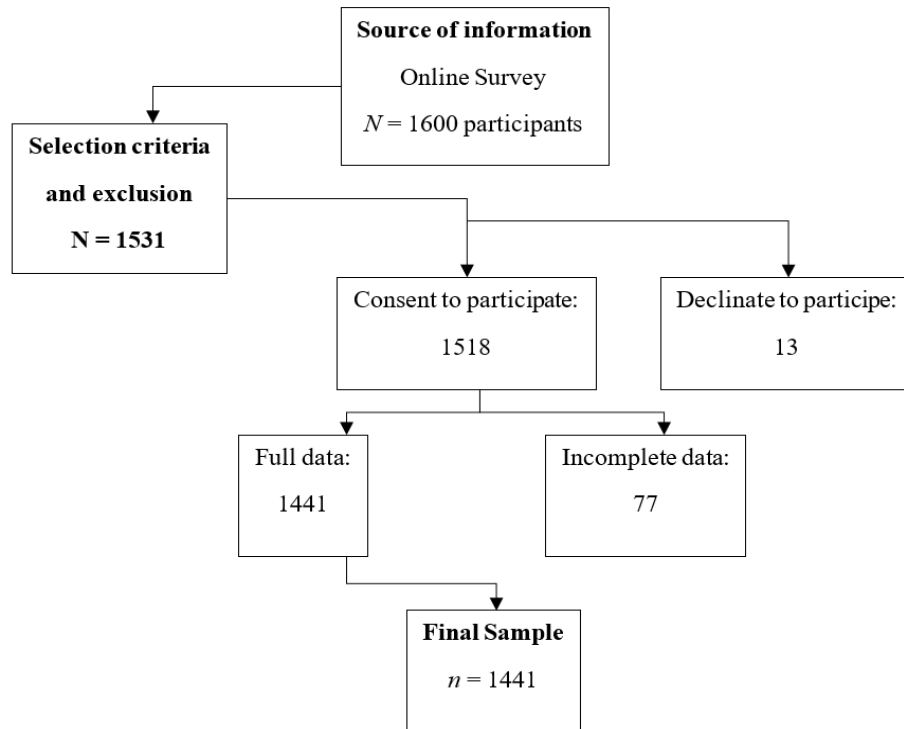 Source of information
Online Survey
N = 1600 participants
Selection criteria
and exclusion
N = 1531
Consent to participate:
1518
Declinate to participe:
13
Full data:
1441
Incomplete data:
77
Final Sample
n = 1441